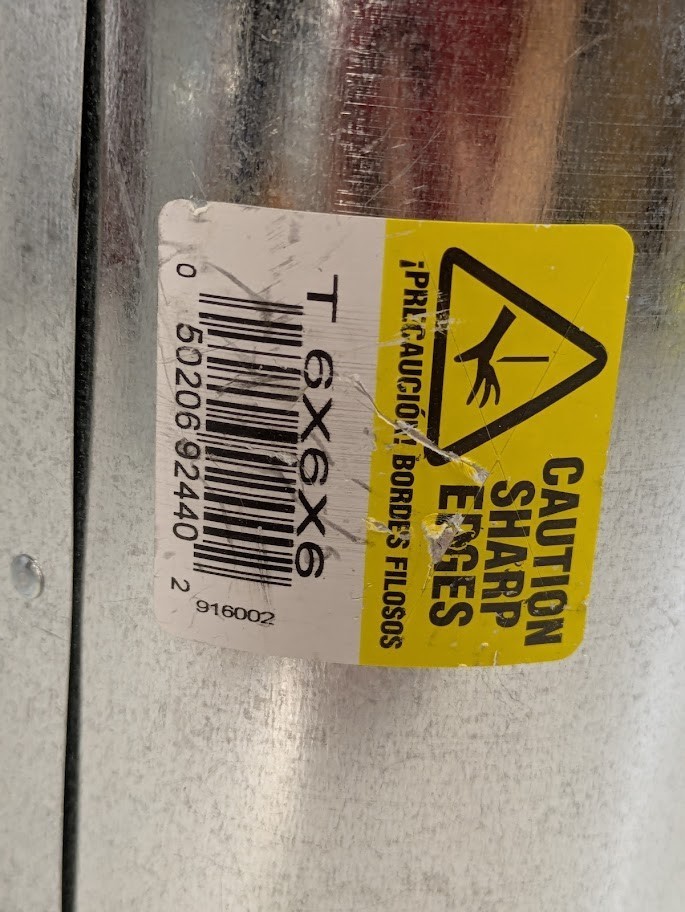 CAUTION
SHARP
EDGES
¡PRECAUCIÓN! BORDES FILOSOS
T 6X6X6
0 50206 92440 2
916002